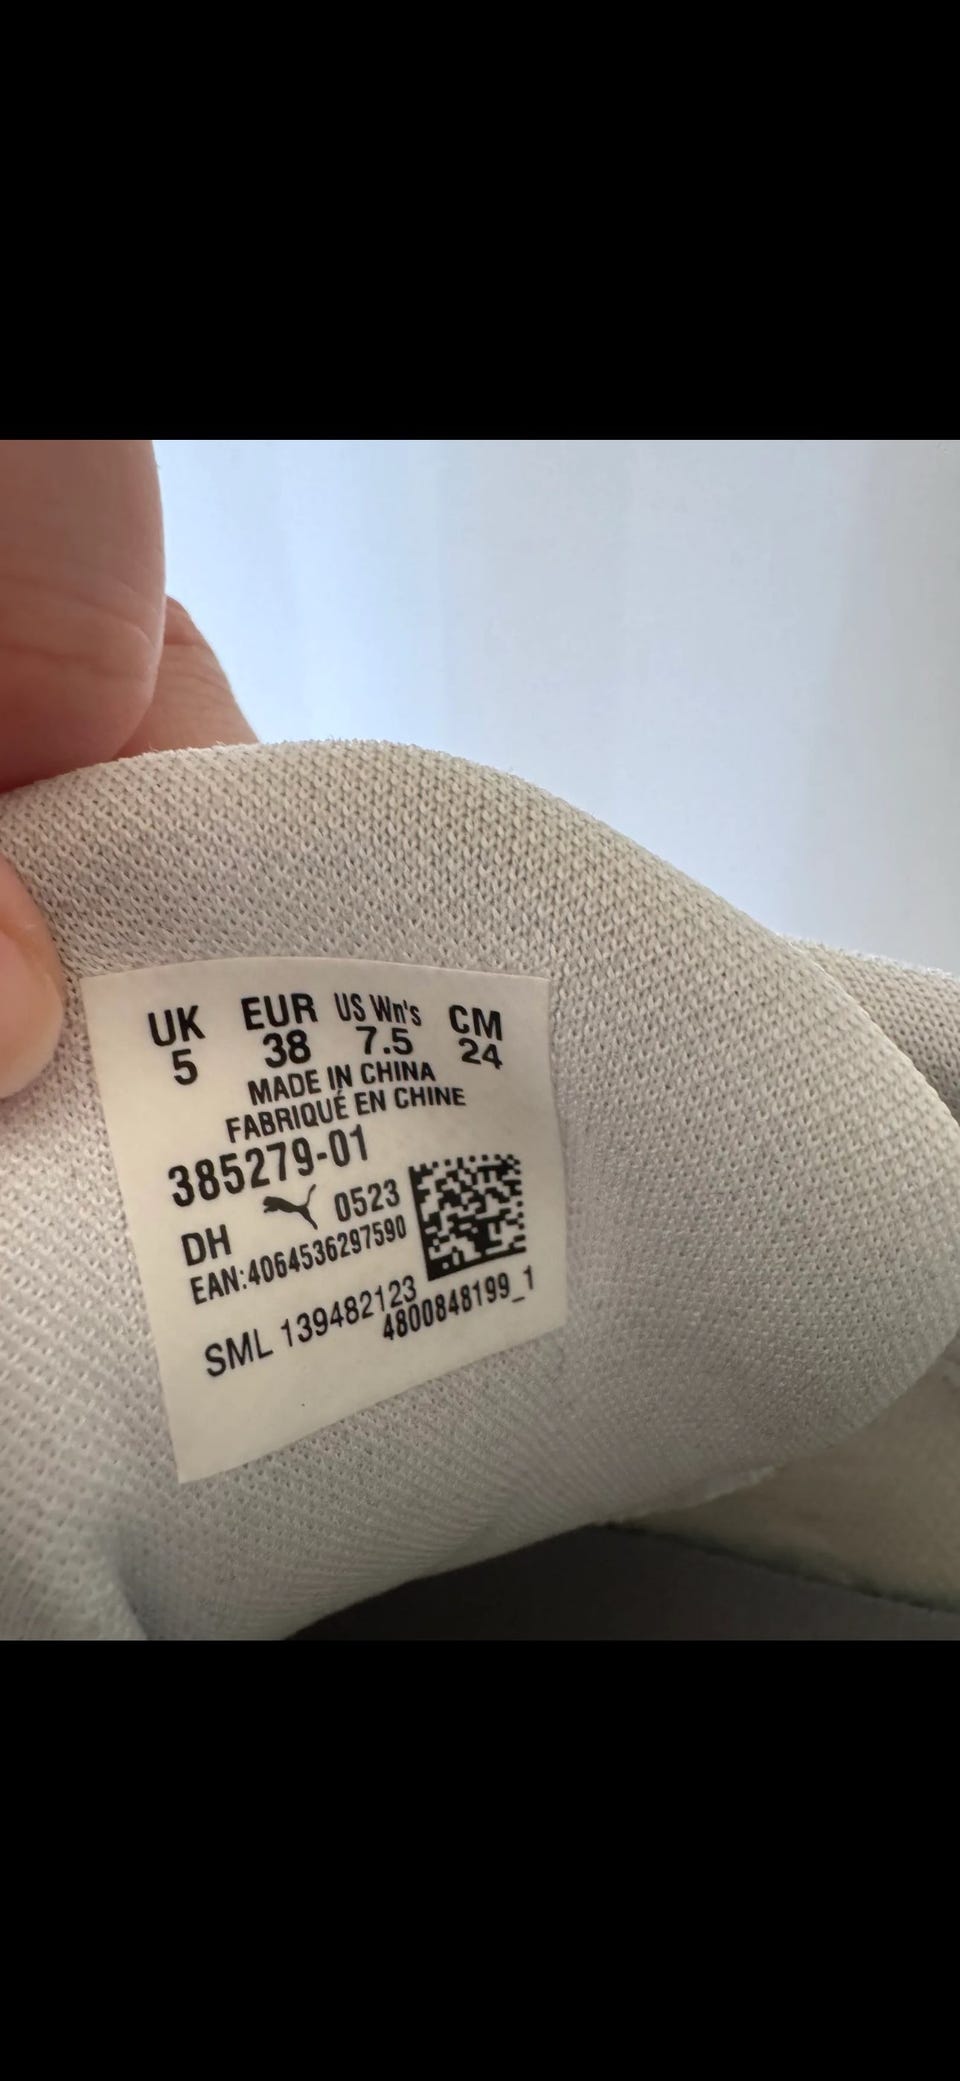 UK EUR US Wn's CM
5 38 7.5 24
MADE IN CHINA
FABRIQUÉ EN CHINE
385279-01
DH 0523
EAN:4064536297590
SML 139482123
4800848199_1